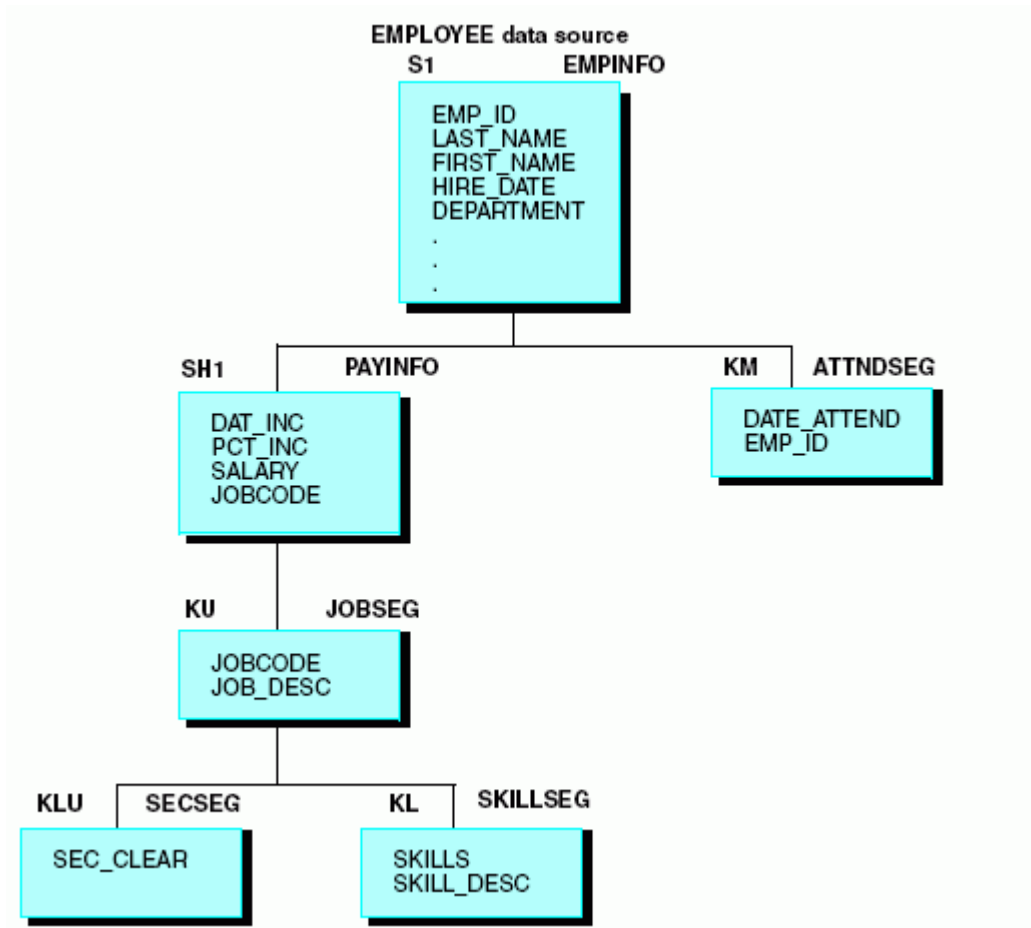 EMPLOYEE data source
S1 EMPINFO
EMP_ID
LAST_NAME
FIRST_NAME
HIRE_DATE
DEPARTMENT
.
.
.
SH1 PAYINFO
DAT_INC
PCT_INC
SALARY
JOBCODE
KM ATTNDSEG
DATE_ATTEND
EMP_ID
KU JOBSEG
JOBCODE
JOB_DESC
KLU SECSEG
SEC_CLEAR
KL SKILLSEG
SKILLS
SKILL_DESC